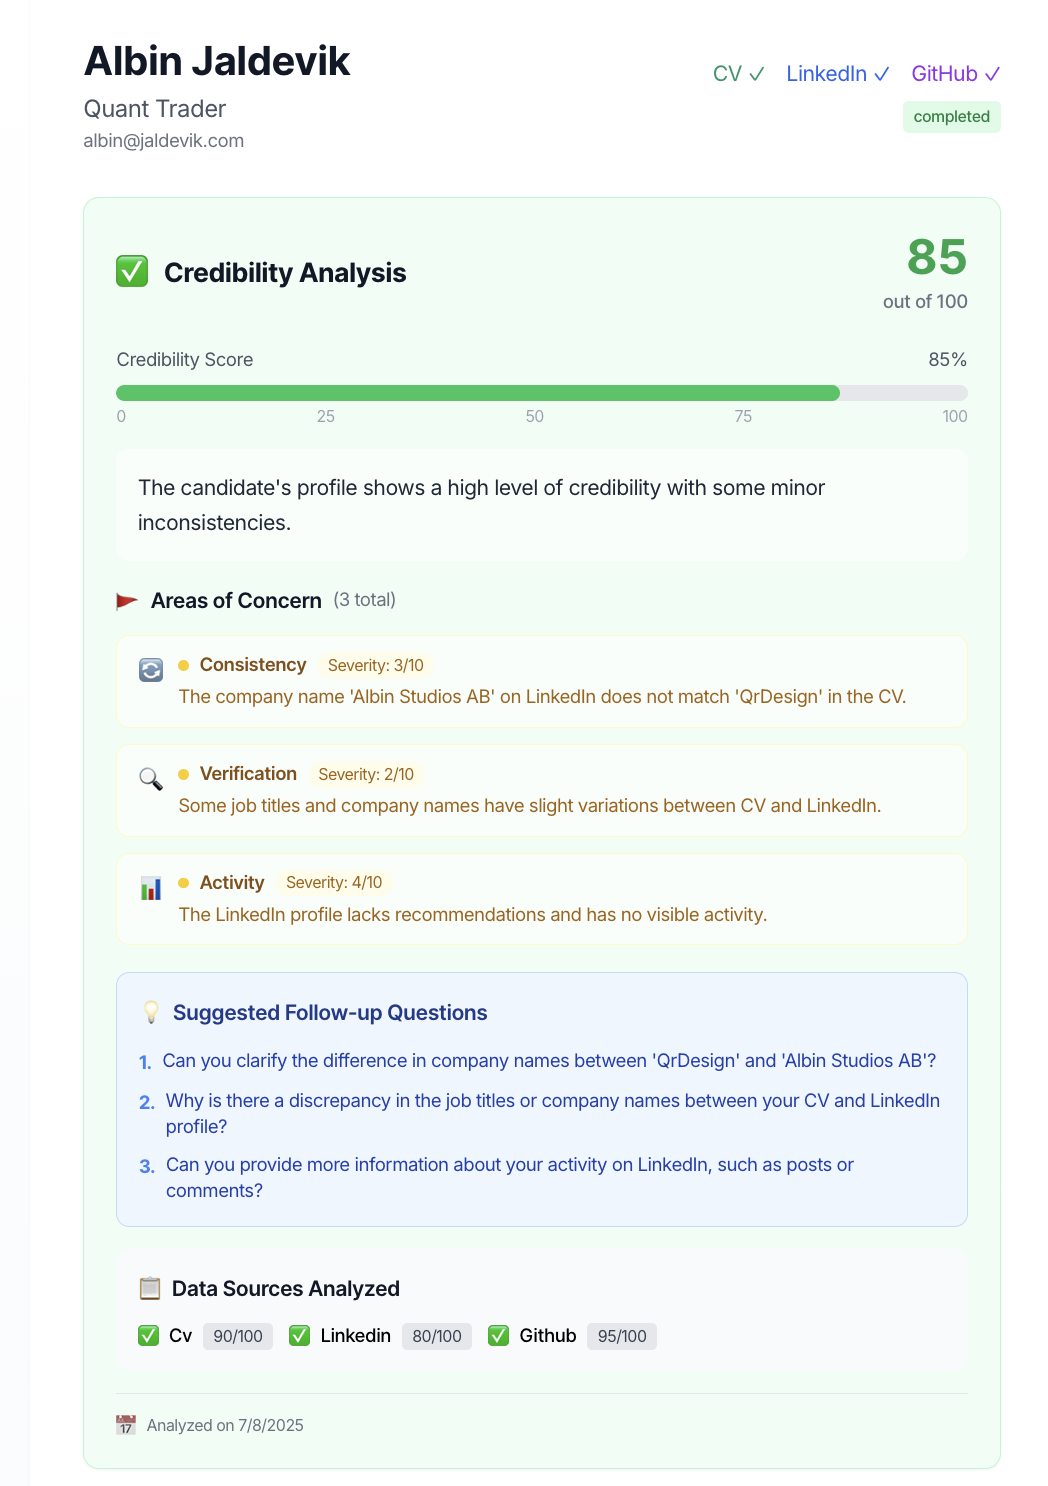 Albin Jaldevik
Quant Trader
albin@jaldevik.com
CV ✓ LinkedIn ✓ GitHub ✓
completed
Credibility Analysis
85
out of 100
Credibility Score 85%
0 25 50 75 100
The candidate's profile shows a high level of credibility with some minor
inconsistencies.
Areas of Concern (3 total)
Consistency Severity: 3/10
The company name 'Albin Studios AB' on LinkedIn does not match 'QrDesign' in the CV.
Verification Severity: 2/10
Some job titles and company names have slight variations between CV and LinkedIn.
Activity Severity: 4/10
The LinkedIn profile lacks recommendations and has no visible activity.
Suggested Follow-up Questions
1. Can you clarify the difference in company names between 'QrDesign' and 'Albin Studios AB'?
2. Why is there a discrepancy in the job titles or company names between your CV and LinkedIn
profile?
3. Can you provide more information about your activity on LinkedIn, such as posts or
comments?
Data Sources Analyzed
Cv 90/100 Linkedin 80/100 Github 95/100
17 Analyzed on 7/8/2025